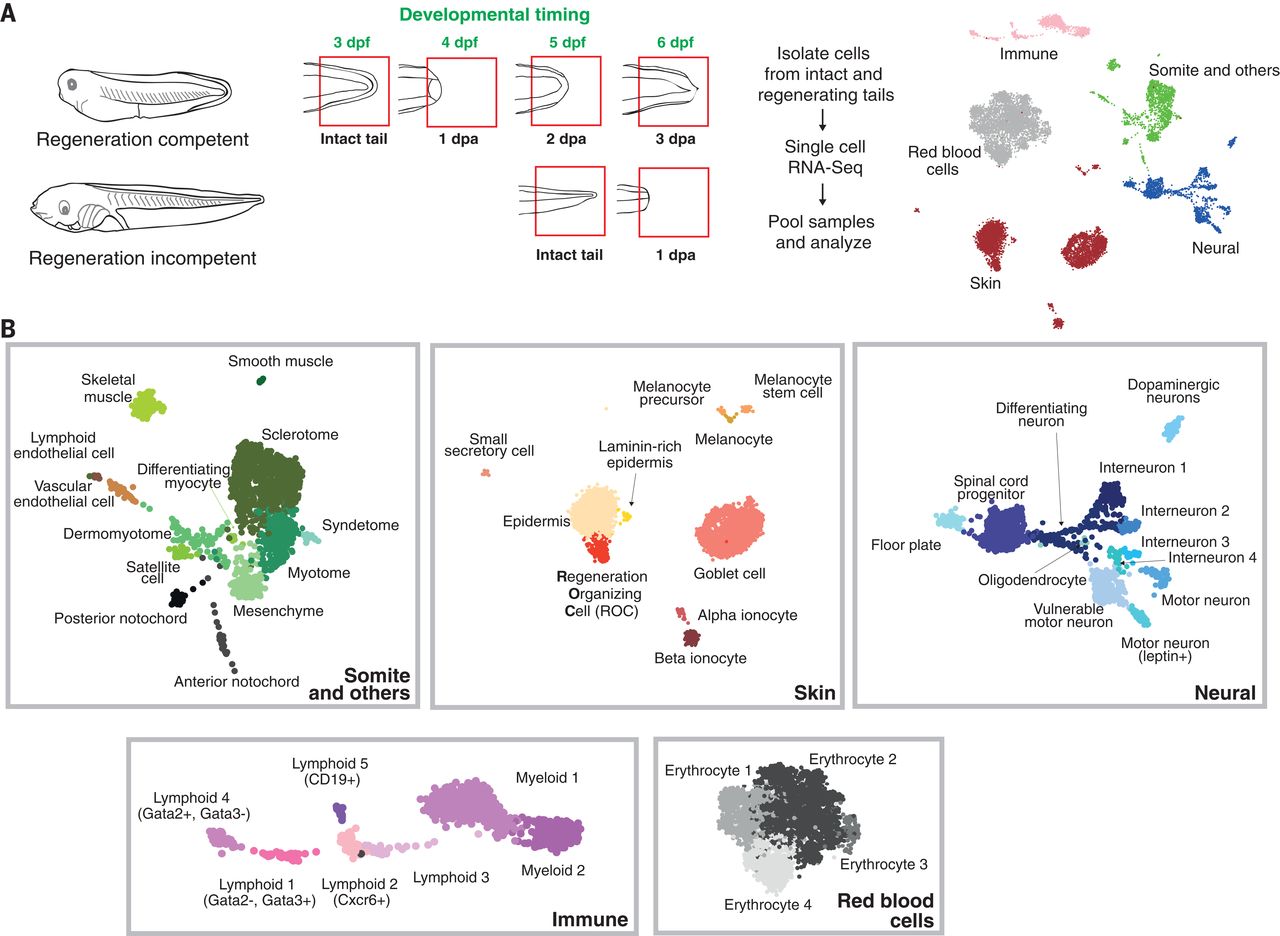 A
Developmental timing
3 dpf
4 dpf
5 dpf
6 dpf
Regeneration competent
Intact tail
1 dpa
2 dpa
3 dpa
Regeneration incompetent
Intact tail
1 dpa
Isolate cells
from intact and
regenerating tails
Single cell
RNA-Seq
Pool samples
and analyze
Immune
Somite and others
Red blood
cells
Neural
Skin
B
Smooth muscle
Skeletal
muscle
Sclerotome
Lymphoid
endothelial cell
Differentiating
myocyte
Vascular
endothelial cell
Syndetome
Dermomyotome
Satellite
cell
Myotome
Mesenchyme
Posterior notochord
Anterior notochord
Somite
and others
Melanocyte
precursor
Melanocyte
stem cell
Melanocyte
Small
secretory cell
Laminin-rich
epidermis
Epidermis
Goblet cell
Regeneration
Organizing
Cell (ROC)
Alpha ionocyte
Beta ionocyte
Skin
Dopaminergic
neurons
Differentiating
neuron
Interneuron 1
Spinal cord
progenitor
Interneuron 2
Floor plate
Interneuron 3
Interneuron 4
Oligodendrocyte
Vulnerable
motor neuron
Motor neuron
Motor neuron
(leptin+)
Neural
Lymphoid 5
(CD19+)
Myeloid 1
Lymphoid 4
(Gata2+, Gata3-)
Lymphoid 1
(Gata2-, Gata3+)
Lymphoid 2
(Cxcr6+)
Lymphoid 3
Myeloid 2
Immune
Erythrocyte 1
Erythrocyte 2
Erythrocyte 3
Erythrocyte 4
Red blood
cells